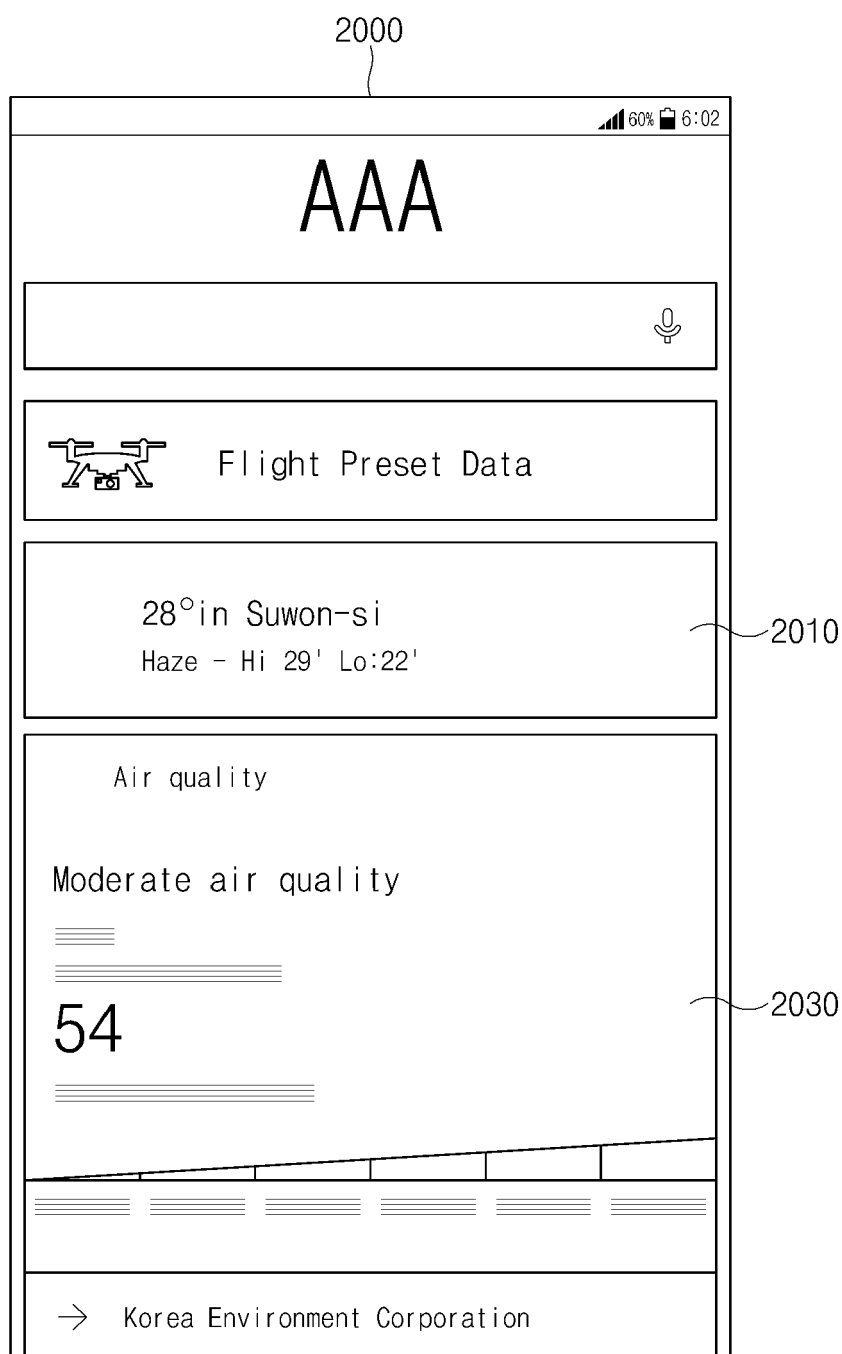 2000
60% 6:02
AAA
Flight Preset Data
28°in Suwon-si
Haze - Hi 29' Lo:22'
2010
Air quality
Moderate air quality
54
2030
→ Korea Environment Corporation